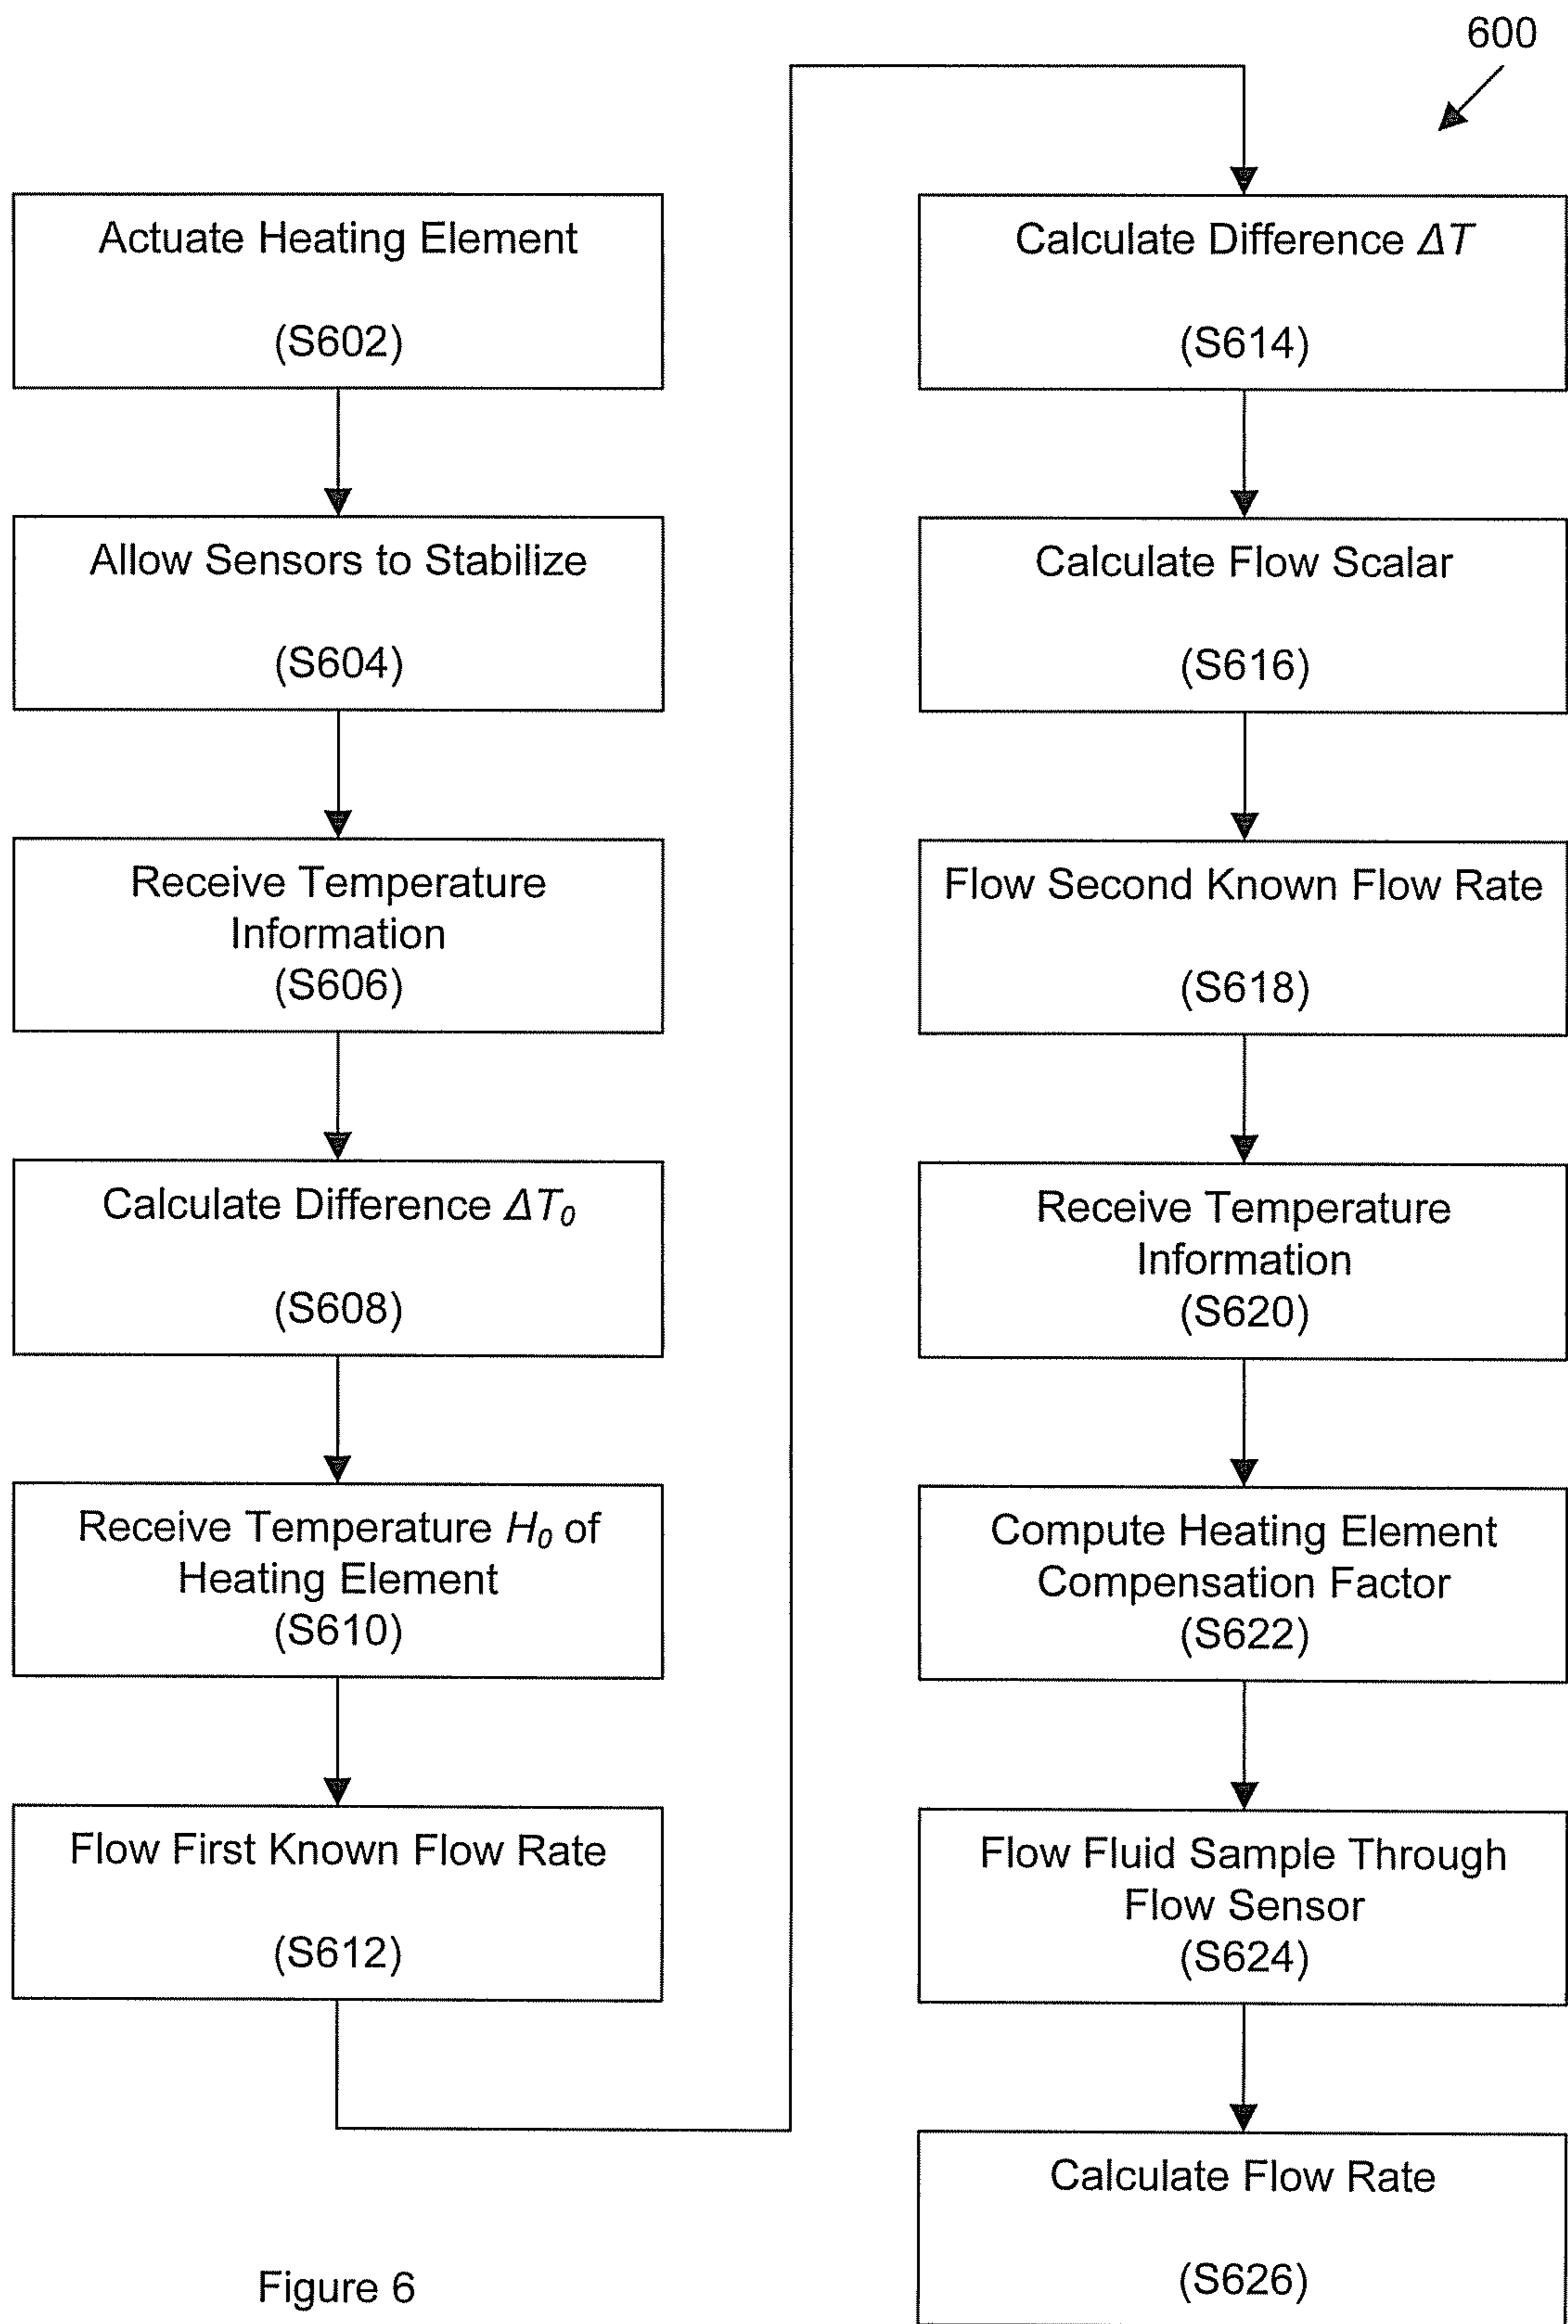 600
Actuate Heating Element
(S602)
Allow Sensors to Stabilize
(S604)
Receive Temperature
Information
(S606)
Calculate Difference ΔT₀
(S608)
Receive Temperature H₀ of
Heating Element
(S610)
Flow First Known Flow Rate
(S612)
Calculate Difference ΔT
(S614)
Calculate Flow Scalar
(S616)
Flow Second Known Flow Rate
(S618)
Receive Temperature
Information
(S620)
Compute Heating Element
Compensation Factor
(S622)
Flow Fluid Sample Through
Flow Sensor
(S624)
Calculate Flow Rate
(S626)
Figure 6